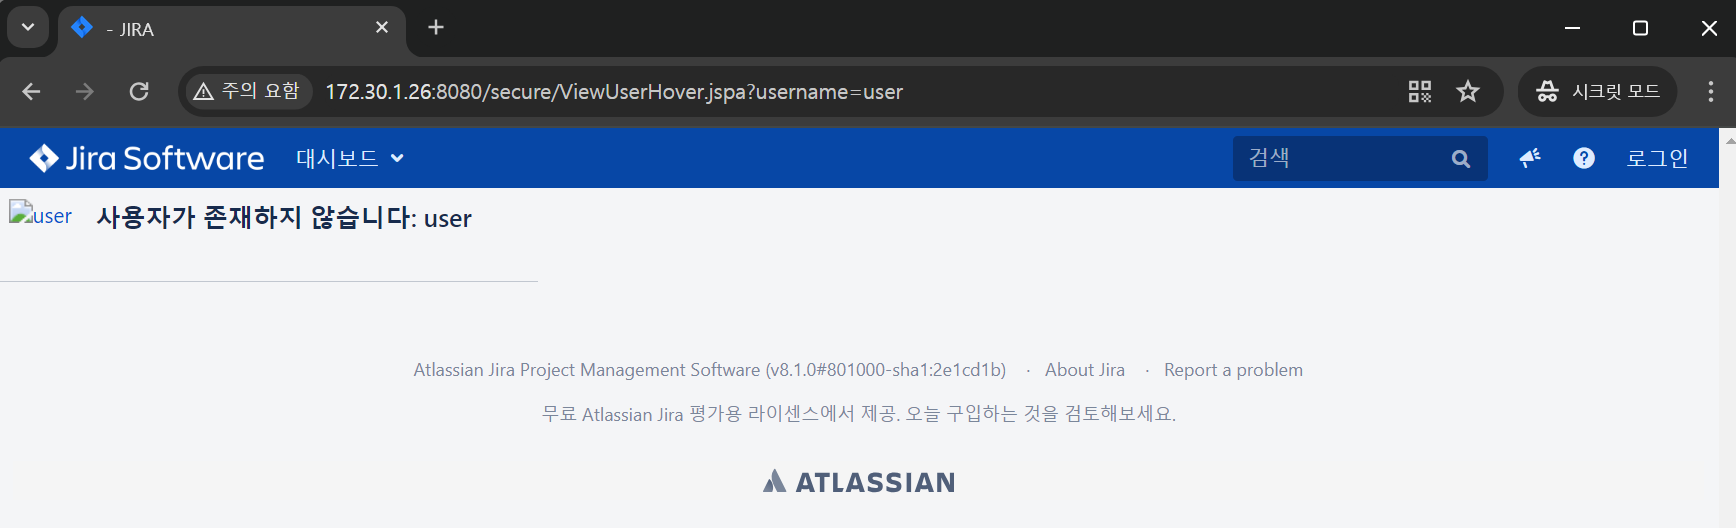 - JIRA
주의 요함 172.30.1.26:8080/secure/ViewUserHover.jspa?username=user 시크릿 모드
Jira Software 대시보드 검색 로그인
user 사용자가 존재하지 않습니다: user
Atlassian Jira Project Management Software (v8.1.0#801000-sha1:2e1cd1b) · About Jira · Report a problem
무료 Atlassian Jira 평가용 라이센스에서 제공. 오늘 구입하는 것을 검토해보세요.
ATLASSIAN